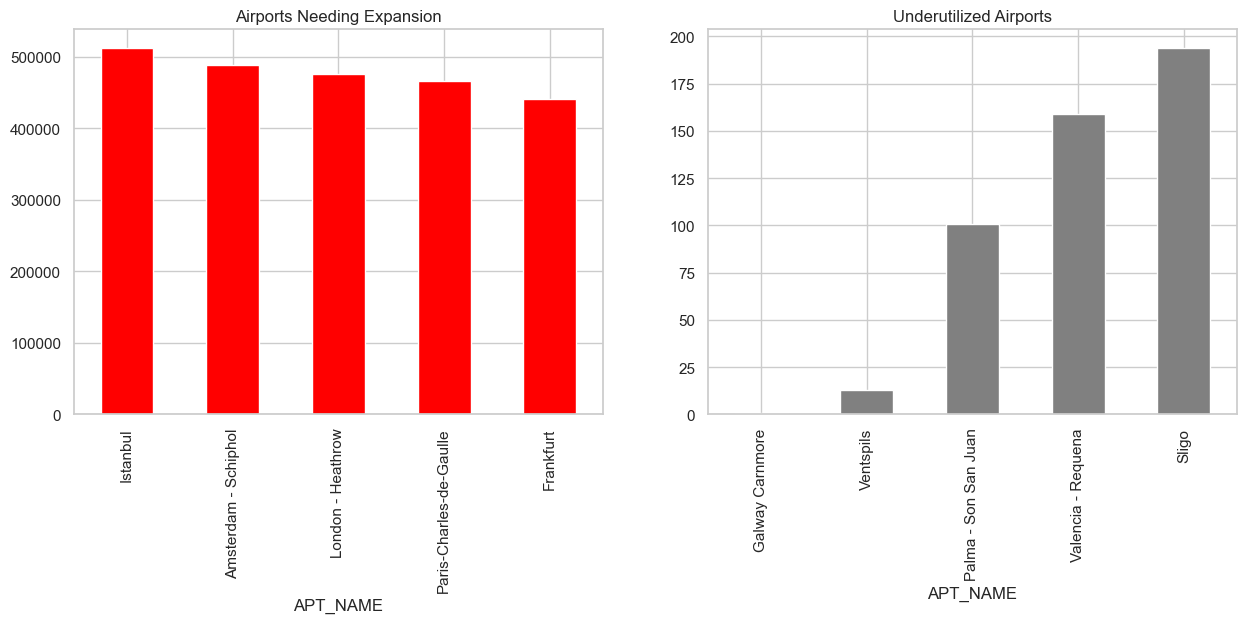 Airports Needing Expansion
500000
400000
300000
200000
100000
0
Istanbul
Amsterdam - Schiphol
London - Heathrow
Paris-Charles-de-Gaulle
Frankfurt
APT_NAME
Underutilized Airports
200
175
150
125
100
75
50
25
0
Galway Carnmore
Ventspils
Palma - Son San Juan
Valencia - Requena
Sligo
APT_NAME